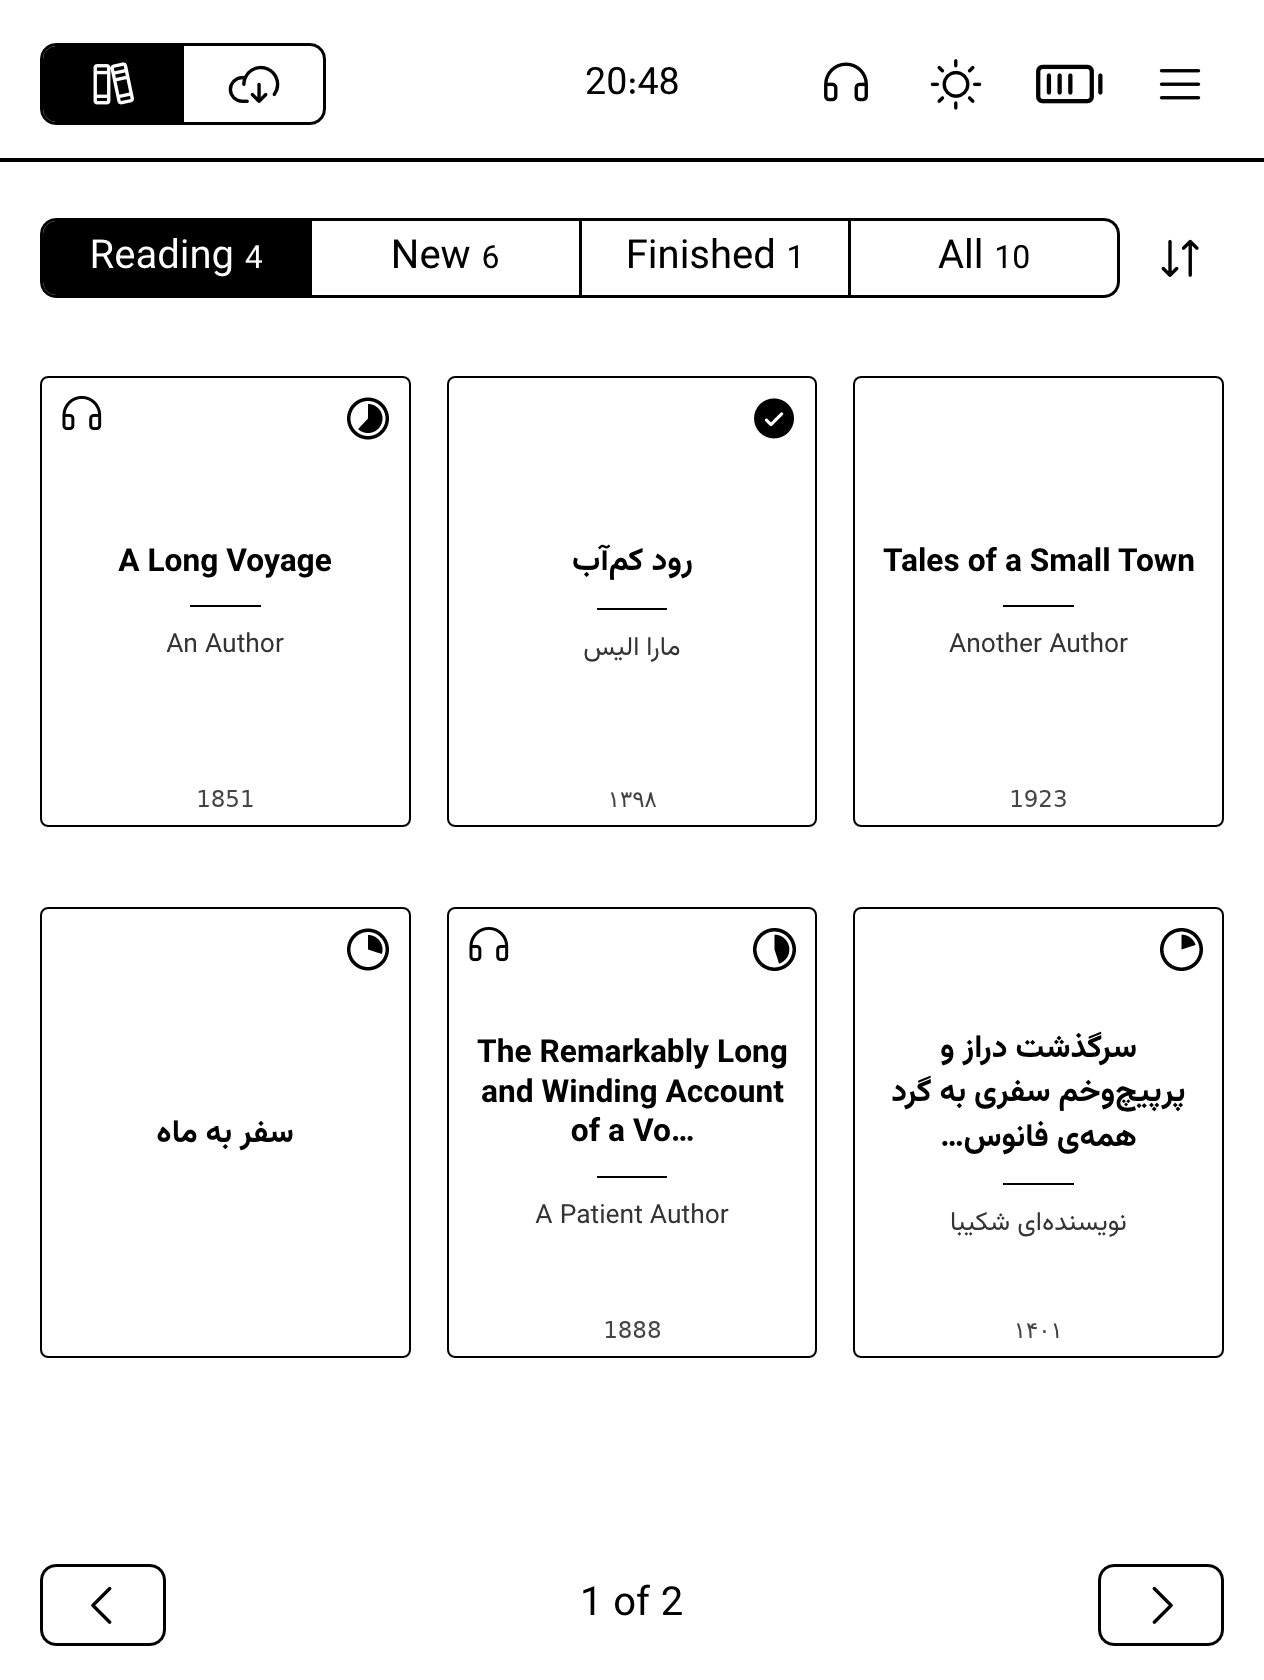 20:48
Reading 4
New 6
Finished 1
All 10
A Long Voyage
An Author
1851
رود کم‌آب
مارا الیس
۱۳۹۸
Tales of a Small Town
Another Author
1923
سفر به ماه
The Remarkably Long
and Winding Account
of a Vo…
A Patient Author
1888
سرگذشت دراز و
پرپیچ‌وخم سفری به گرد
همه‌ی فانوس…
نویسنده‌ای شکیبا
۱۴۰۱
1 of 2